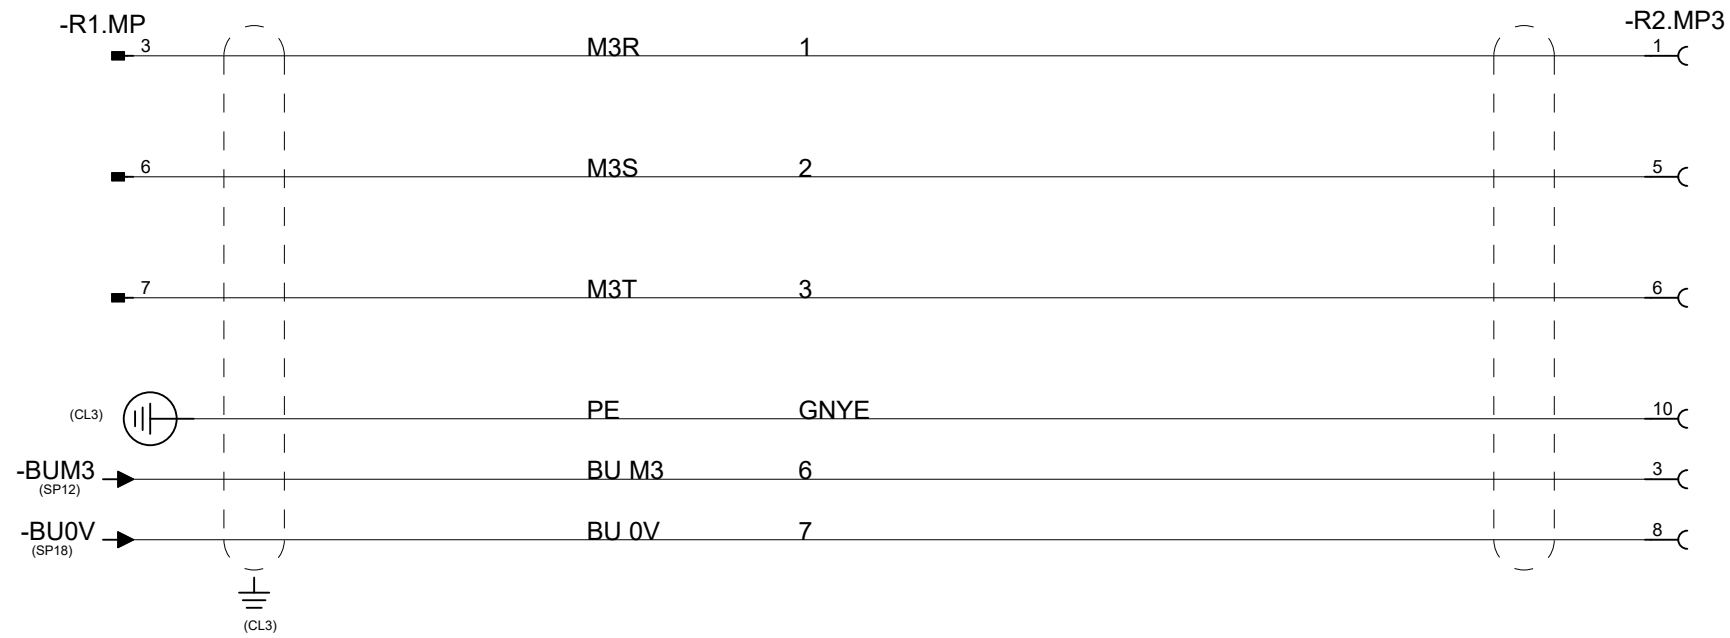 -R1.MP
-R2.MP3
3 M3R 1 1
6 M3S 2 5
7 M3T 3 6
(CL3) PE GNYE 10
-BUM3 BU M3 6 3
(SP12)
-BU0V BU 0V 7 8
(SP18)
(CL3)